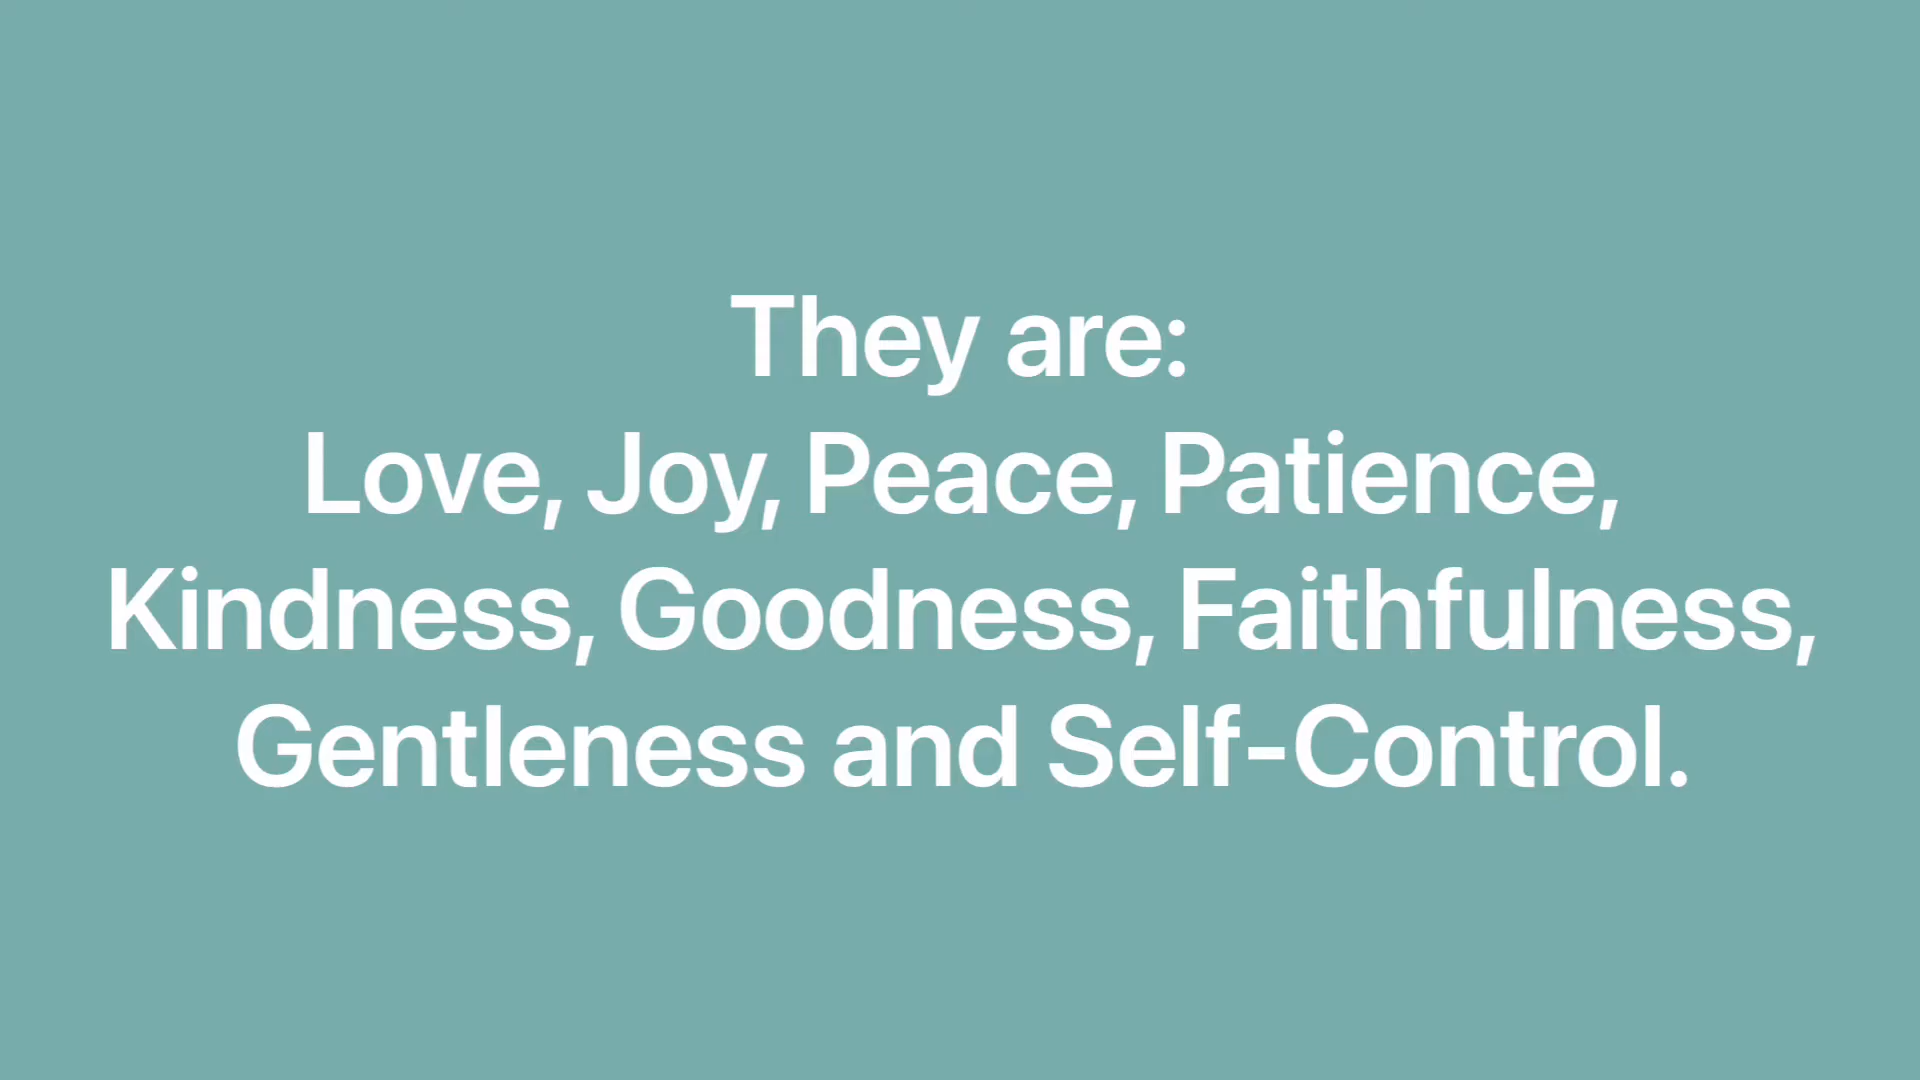 They are:
Love, Joy, Peace, Patience,
Kindness, Goodness, Faithfulness,
Gentleness and Self-Control.